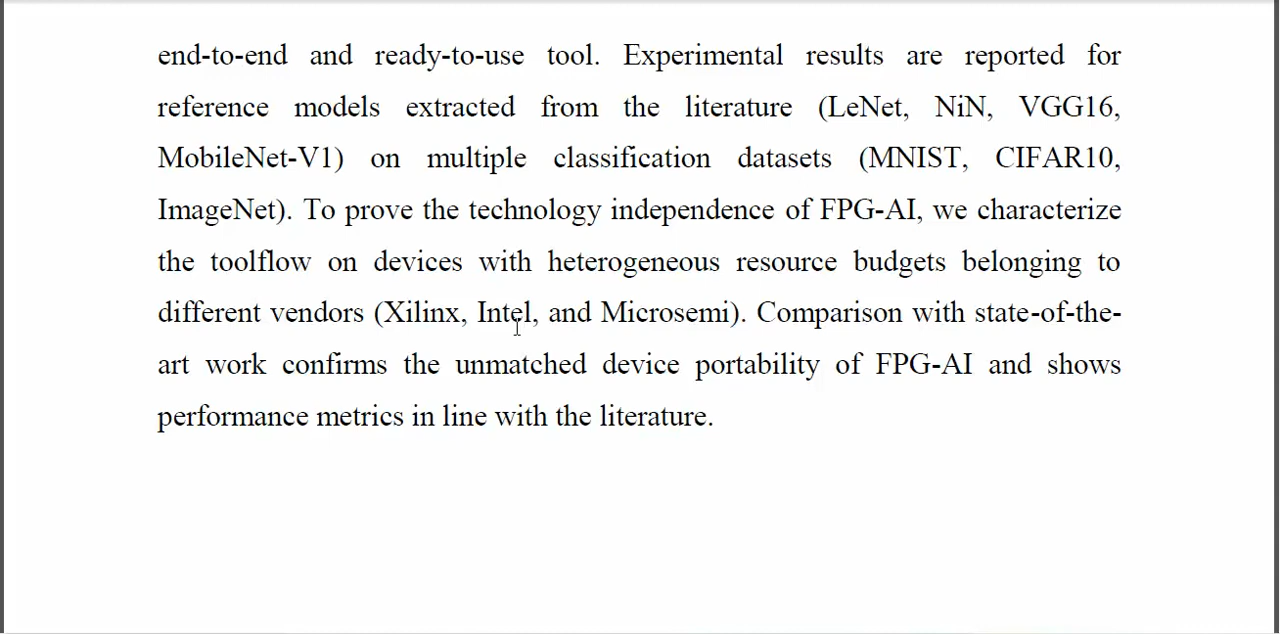 end-to-end and ready-to-use tool. Experimental results are reported for
reference models extracted from the literature (LeNet, NiN, VGG16,
MobileNet-V1) on multiple classification datasets (MNIST, CIFAR10,
ImageNet). To prove the technology independence of FPG-AI, we characterize
the toolflow on devices with heterogeneous resource budgets belonging to
different vendors (Xilinx, Intel, and Microsemi). Comparison with state-of-the-
art work confirms the unmatched device portability of FPG-AI and shows
performance metrics in line with the literature.